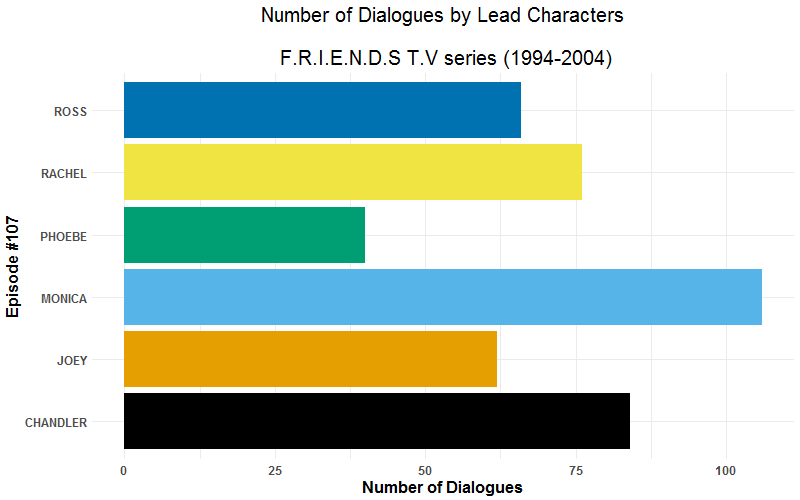 Number of Dialogues by Lead Characters
F.R.I.E.N.D.S T.V series (1994-2004)
Episode #107
ROSS
RACHEL
PHOEBE
MONICA
JOEY
CHANDLER
0 25 50 75 100
Number of Dialogues